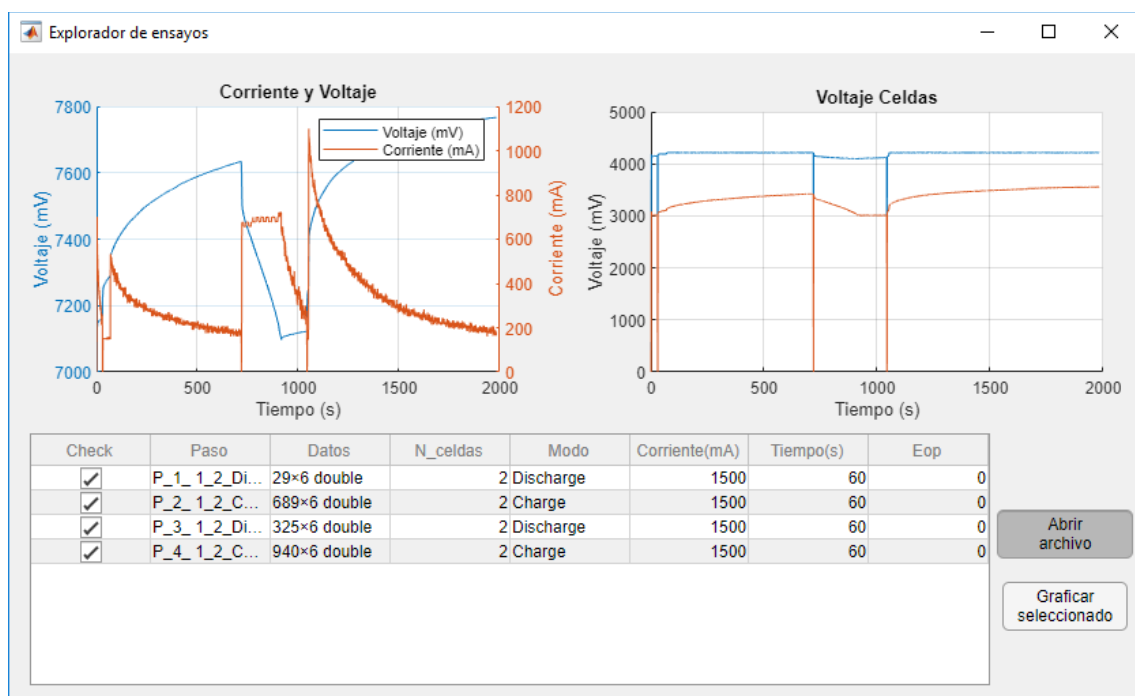 Explorador de ensayos
Corriente y Voltaje
7800
7600
7400
7200
7000
Voltaje (mV)
1200
1000
800
600
400
200
0
Corriente (mA)
Voltaje (mV)
Corriente (mA)
0 500 1000 1500 2000
Tiempo (s)
Voltaje Celdas
5000
4000
3000
2000
1000
0
Voltaje (mV)
0 500 1000 1500 2000
Tiempo (s)
Check Paso Datos N_celdas Modo Corriente(mA) Tiempo(s) Eop
P_1_ 1_2_Di... 29×6 double 2 Discharge 1500 60 0
P_2_ 1_2_C... 689×6 double 2 Charge 1500 60 0
P_3_ 1_2_Di... 325×6 double 2 Discharge 1500 60 0
P_4_ 1_2_C... 940×6 double 2 Charge 1500 60 0
Abrir
archivo
Graficar
seleccionado